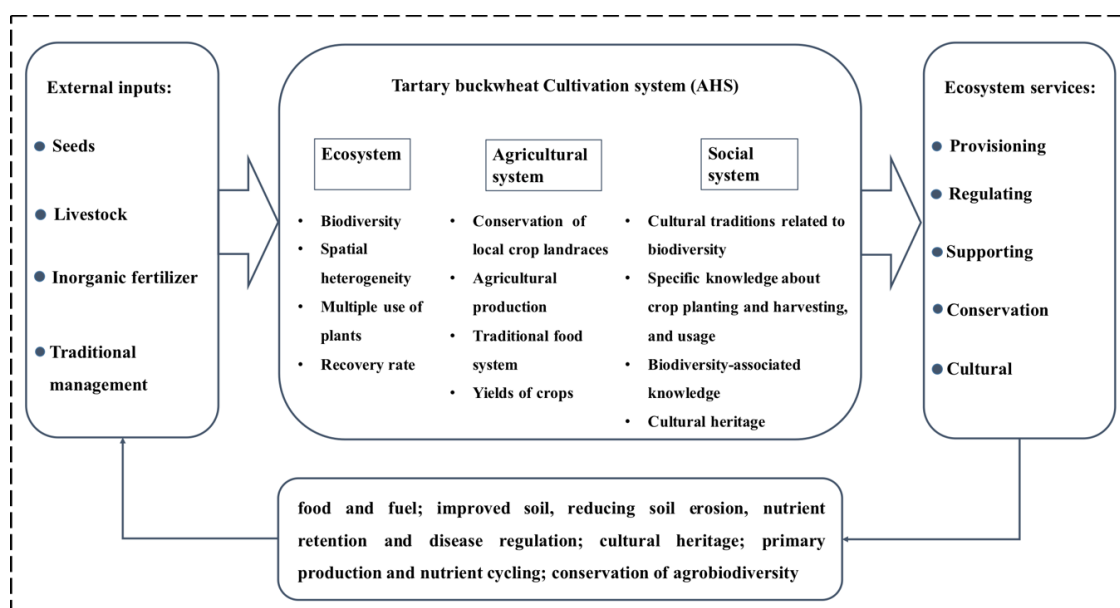 External inputs:
Seeds
Livestock
Inorganic fertilizer
Traditional
management
Tartary buckwheat Cultivation system (AHS)
Ecosystem
• Biodiversity
• Spatial
heterogeneity
• Multiple use of
plants
• Recovery rate
Agricultural
system
• Conservation of
local crop landraces
• Agricultural
production
• Traditional food
system
• Yields of crops
Social
system
• Cultural traditions related to
biodiversity
• Specific knowledge about
crop planting and harvesting,
and usage
• Biodiversity-associated
knowledge
• Cultural heritage
Ecosystem services:
Provisioning
Regulating
Supporting
Conservation
Cultural
food and fuel; improved soil, reducing soil erosion, nutrient
retention and disease regulation; cultural heritage; primary
production and nutrient cycling; conservation of agrobiodiversity